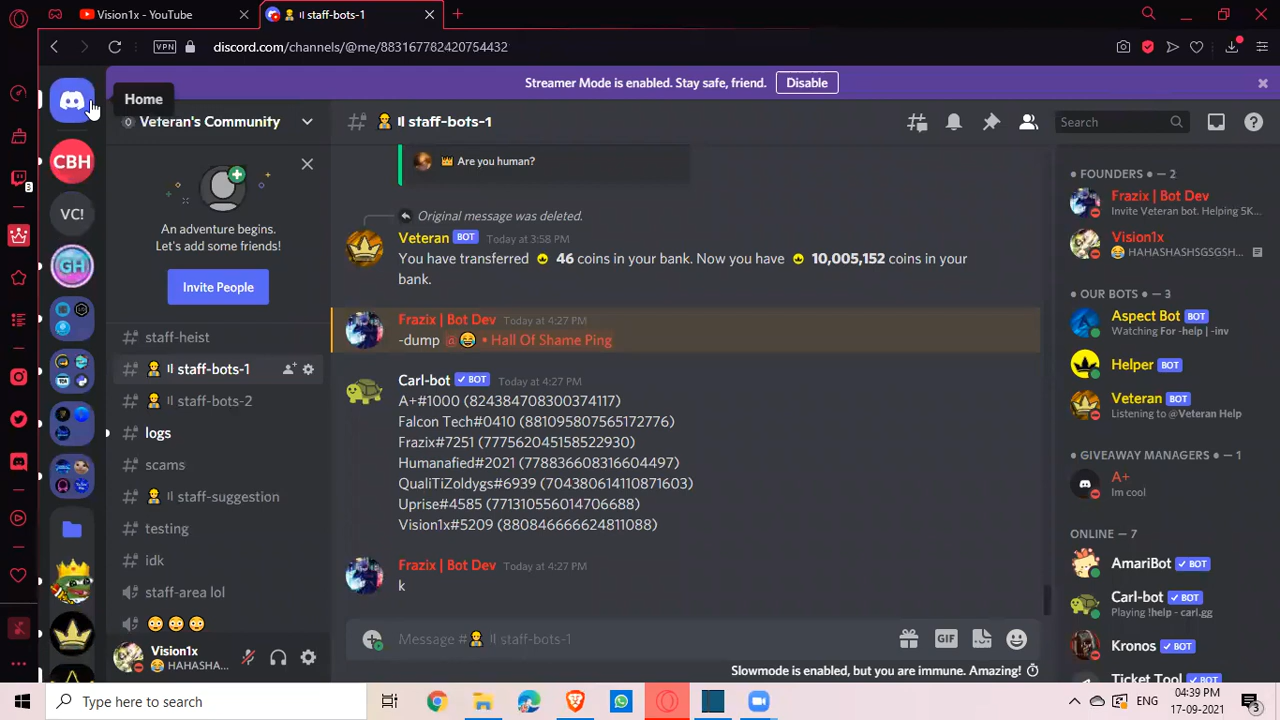 Vision1x - YouTube
staff-bots-1
VPN
discord.com/channels/@me/883167782420754432
Streamer Mode is enabled. Stay safe, friend.
Disable
Home
Veteran's Community
staff-bots-1
Search
CBH
VC!
GH
3
An adventure begins.
Let's add some friends!
Invite People
staff-heist
staff-bots-1
staff-bots-2
logs
scams
staff-suggestion
testing
idk
staff-area lol
Vision1x
HAHASHA...
Are you human?
Original message was deleted.
Veteran BOT Today at 3:58 PM
You have transferred 46 coins in your bank. Now you have 10,005,152 coins in your
bank.
Frazix | Bot Dev Today at 4:27 PM
-dump @😂 • Hall Of Shame Ping
Carl-bot BOT Today at 4:27 PM
A+#1000 (824384708300374117)
Falcon Tech#0410 (881095807565172776)
Frazix#7251 (777562045158522930)
Humanafied#2021 (778836608316604497)
QualiTiZoldygs#6939 (704380614110871603)
Uprise#4585 (771310556014706688)
Vision1x#5209 (880846666624811088)
Frazix | Bot Dev Today at 4:27 PM
k
Message # staff-bots-1
GIF
Slowmode is enabled, but you are immune. Amazing!
FOUNDERS — 2
Frazix | Bot Dev
Invite Veteran bot. Helping 5K...
Vision1x
HAHASHASHSGSGSH...
OUR BOTS — 3
Aspect Bot BOT
Watching For -help | -inv
Helper BOT
Veteran BOT
Listening to @Veteran Help
GIVEAWAY MANAGERS — 1
A+
Im cool
ONLINE — 7
AmariBot BOT
Carl-bot BOT
Playing !help - carl.gg
Kronos BOT
Ticket Tool BOT
Type here to search
ENG
04:39 PM
17-09-2021
3